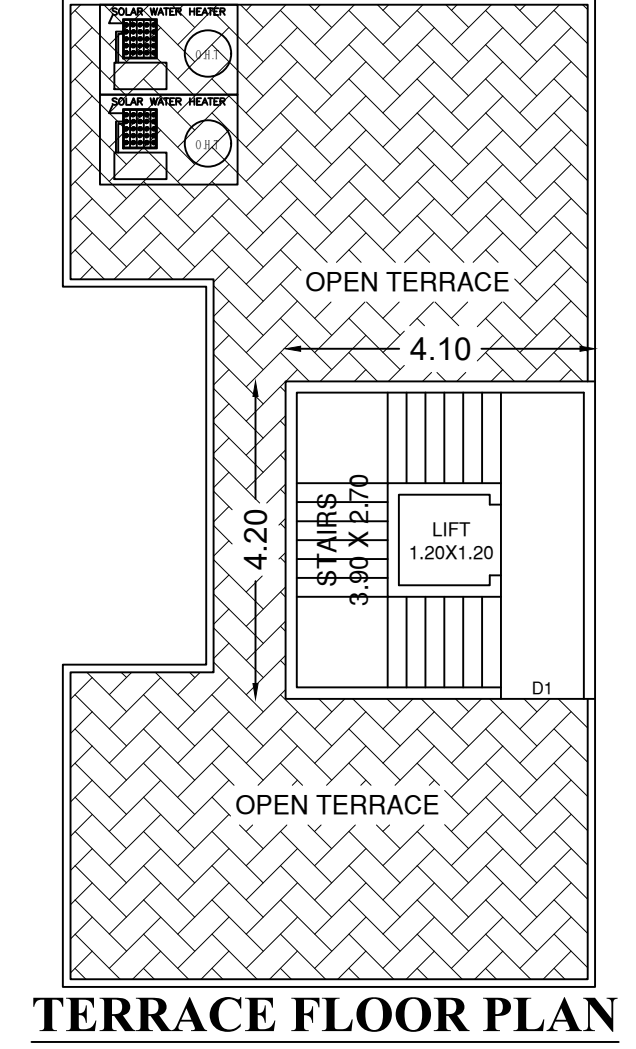 SOLAR WATER HEATER
O.H.T
SOLAR WATER HEATER
O.H.T
OPEN TERRACE
4.10
4.20
STAIRS
3.90 X 2.70
LIFT
1.20X1.20
D1
OPEN TERRACE
TERRACE FLOOR PLAN